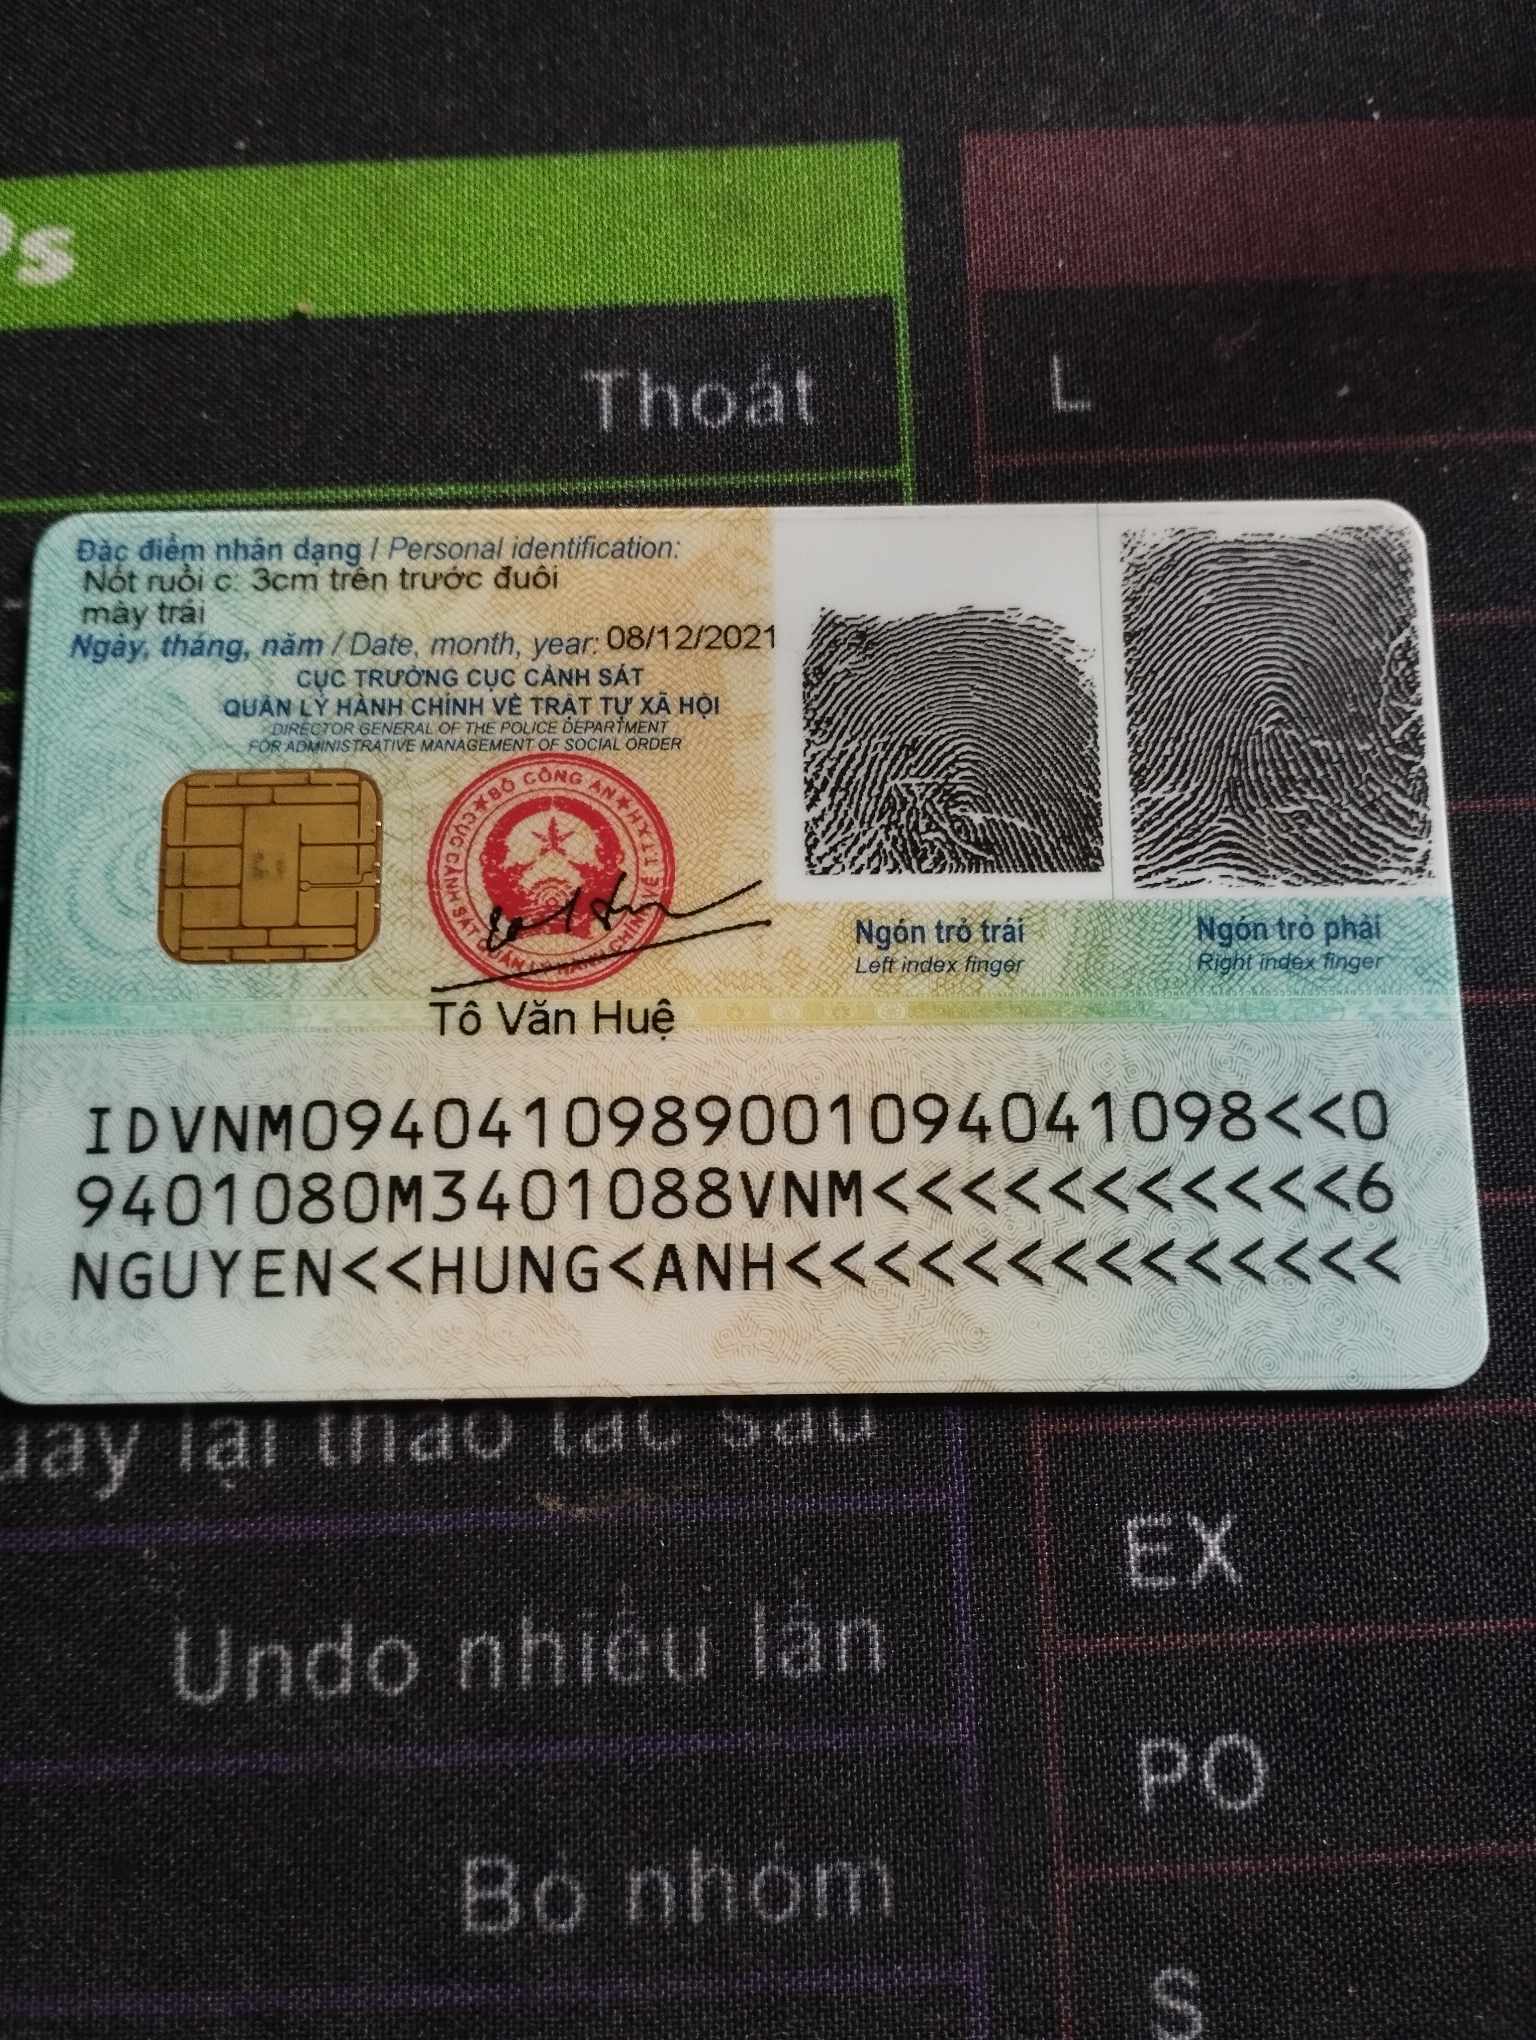 Ps
Thoát
L
Đặc điểm nhân dạng / Personal identification:
Nốt ruồi c: 3cm trên trước đuôi
mày trái
Ngày, tháng, năm / Date, month, year: 08/12/2021
CỤC TRƯỞNG CỤC CẢNH SÁT
QUẢN LÝ HÀNH CHÍNH VỀ TRẬT TỰ XÃ HỘI
DIRECTOR GENERAL OF THE POLICE DEPARTMENT
FOR ADMINISTRATIVE MANAGEMENT OF SOCIAL ORDER
BỘ CÔNG AN
CỤC CẢNH SÁT QUẢN LÝ HÀNH CHÍNH VỀ TTXH
Tô Văn Huệ
Ngón trỏ trái
Left index finger
Ngón trỏ phải
Right index finger
IDVNM0940410989001094041098<<0
9401080M3401088VNM<<<<<<<<<<<6
NGUYEN<<HUNG<ANH<<<<<<<<<<<<<<
uay lại thao tác sau
EX
Undo nhiều lần
PO
Bỏ nhóm
S